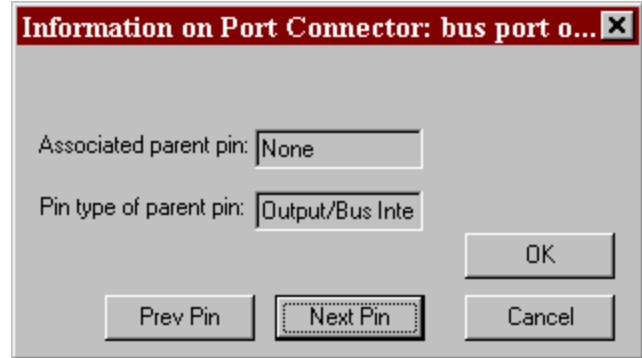 Information on Port Connector: bus port o...
Associated parent pin: None
Pin type of parent pin: Output/Bus Inte
OK
Prev Pin Next Pin Cancel